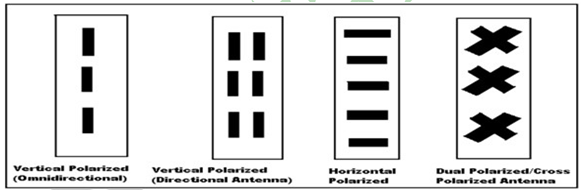 Vertical Polarized
(Omnidirectional)
Vertical Polarized
(Directional Antenna)
Horizontal
Polarized
Dual Polarized/Cross
Polarized Antenna